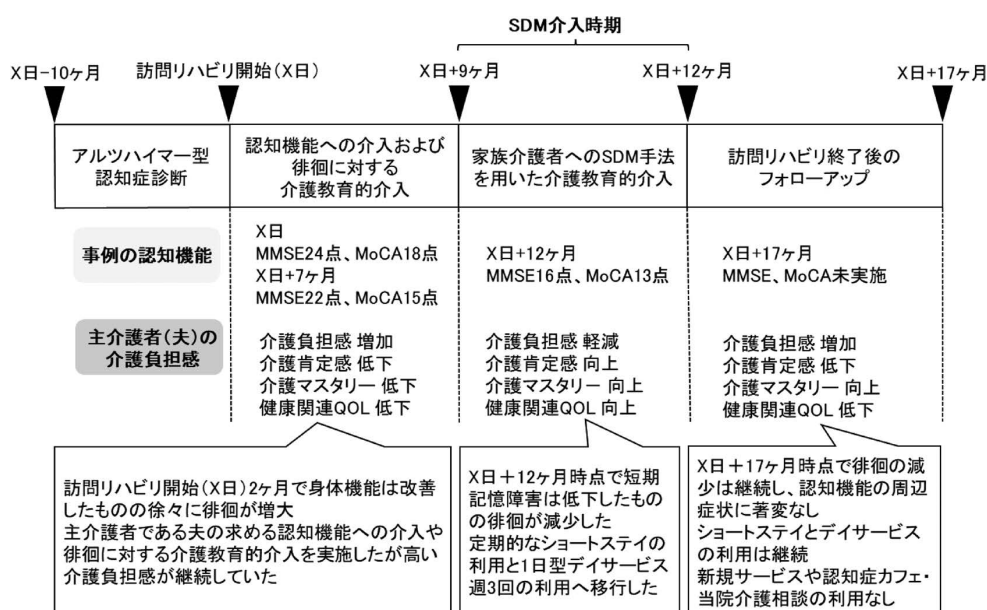 SDM介入時期
X日-10ヶ月
訪問リハビリ開始(X日)
X日+9ヶ月
X日+12ヶ月
X日+17ヶ月
アルツハイマー型
認知症診断
認知機能への介入および
徘徊に対する
介護教育的介入
家族介護者へのSDM手法
を用いた介護教育的介入
訪問リハビリ終了後の
フォローアップ
事例の認知機能
X日
MMSE24点、MoCA18点
X日+7ヶ月
MMSE22点、MoCA15点
X日+12ヶ月
MMSE16点、MoCA13点
X日+17ヶ月
MMSE、MoCA未実施
主介護者(夫)の
介護負担感
介護負担感 増加
介護肯定感 低下
介護マスタリー 低下
健康関連QOL 低下
介護負担感 軽減
介護肯定感 向上
介護マスタリー 向上
健康関連QOL 向上
介護負担感 増加
介護肯定感 低下
介護マスタリー 向上
健康関連QOL 低下
訪問リハビリ開始(X日)2ヶ月で身体機能は改善
したものの徐々に徘徊が増大
主介護者である夫の求める認知機能への介入や
徘徊に対する介護教育的介入を実施したが高い
介護負担感が継続していた
X日+12ヶ月時点で短期
記憶障害は低下したもの
の徘徊が減少した
定期的なショートステイの
利用と1日型デイサービス
週3回の利用へ移行した
X日+17ヶ月時点で徘徊の減
少は継続し、認知機能の周辺
症状に著変なし
ショートステイとデイサービス
の利用は継続
新規サービスや認知症カフェ・
当院介護相談の利用なし